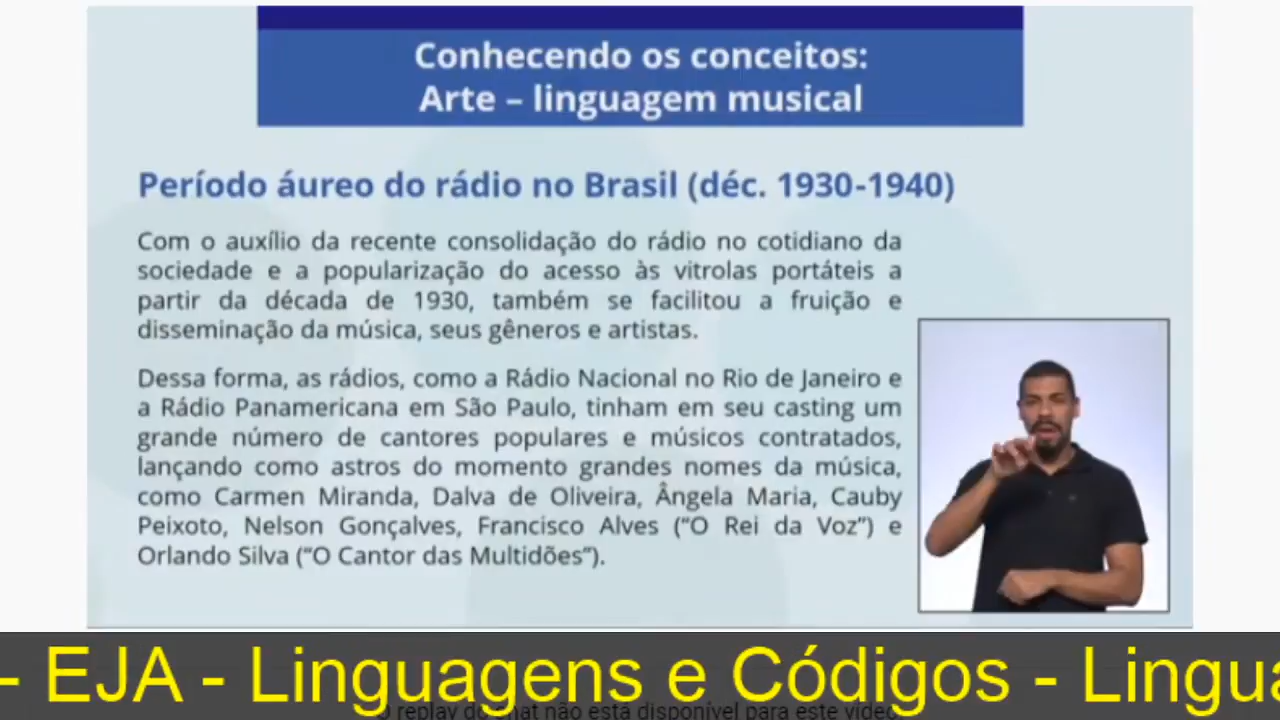 Conhecendo os conceitos:
Arte – linguagem musical
Período áureo do rádio no Brasil (déc. 1930-1940)
Com o auxílio da recente consolidação do rádio no cotidiano da
sociedade e a popularização do acesso às vitrolas portáteis a
partir da década de 1930, também se facilitou a fruição e
disseminação da música, seus gêneros e artistas.
Dessa forma, as rádios, como a Rádio Nacional no Rio de Janeiro e
a Rádio Panamericana em São Paulo, tinham em seu casting um
grande número de cantores populares e músicos contratados,
lançando como astros do momento grandes nomes da música,
como Carmen Miranda, Dalva de Oliveira, Ângela Maria, Cauby
Peixoto, Nelson Gonçalves, Francisco Alves (“O Rei da Voz”) e
Orlando Silva (“O Cantor das Multidões”).
- EJA - Linguagens e Códigos - Lingua
O replay do chat não está disponível para este vídeo.